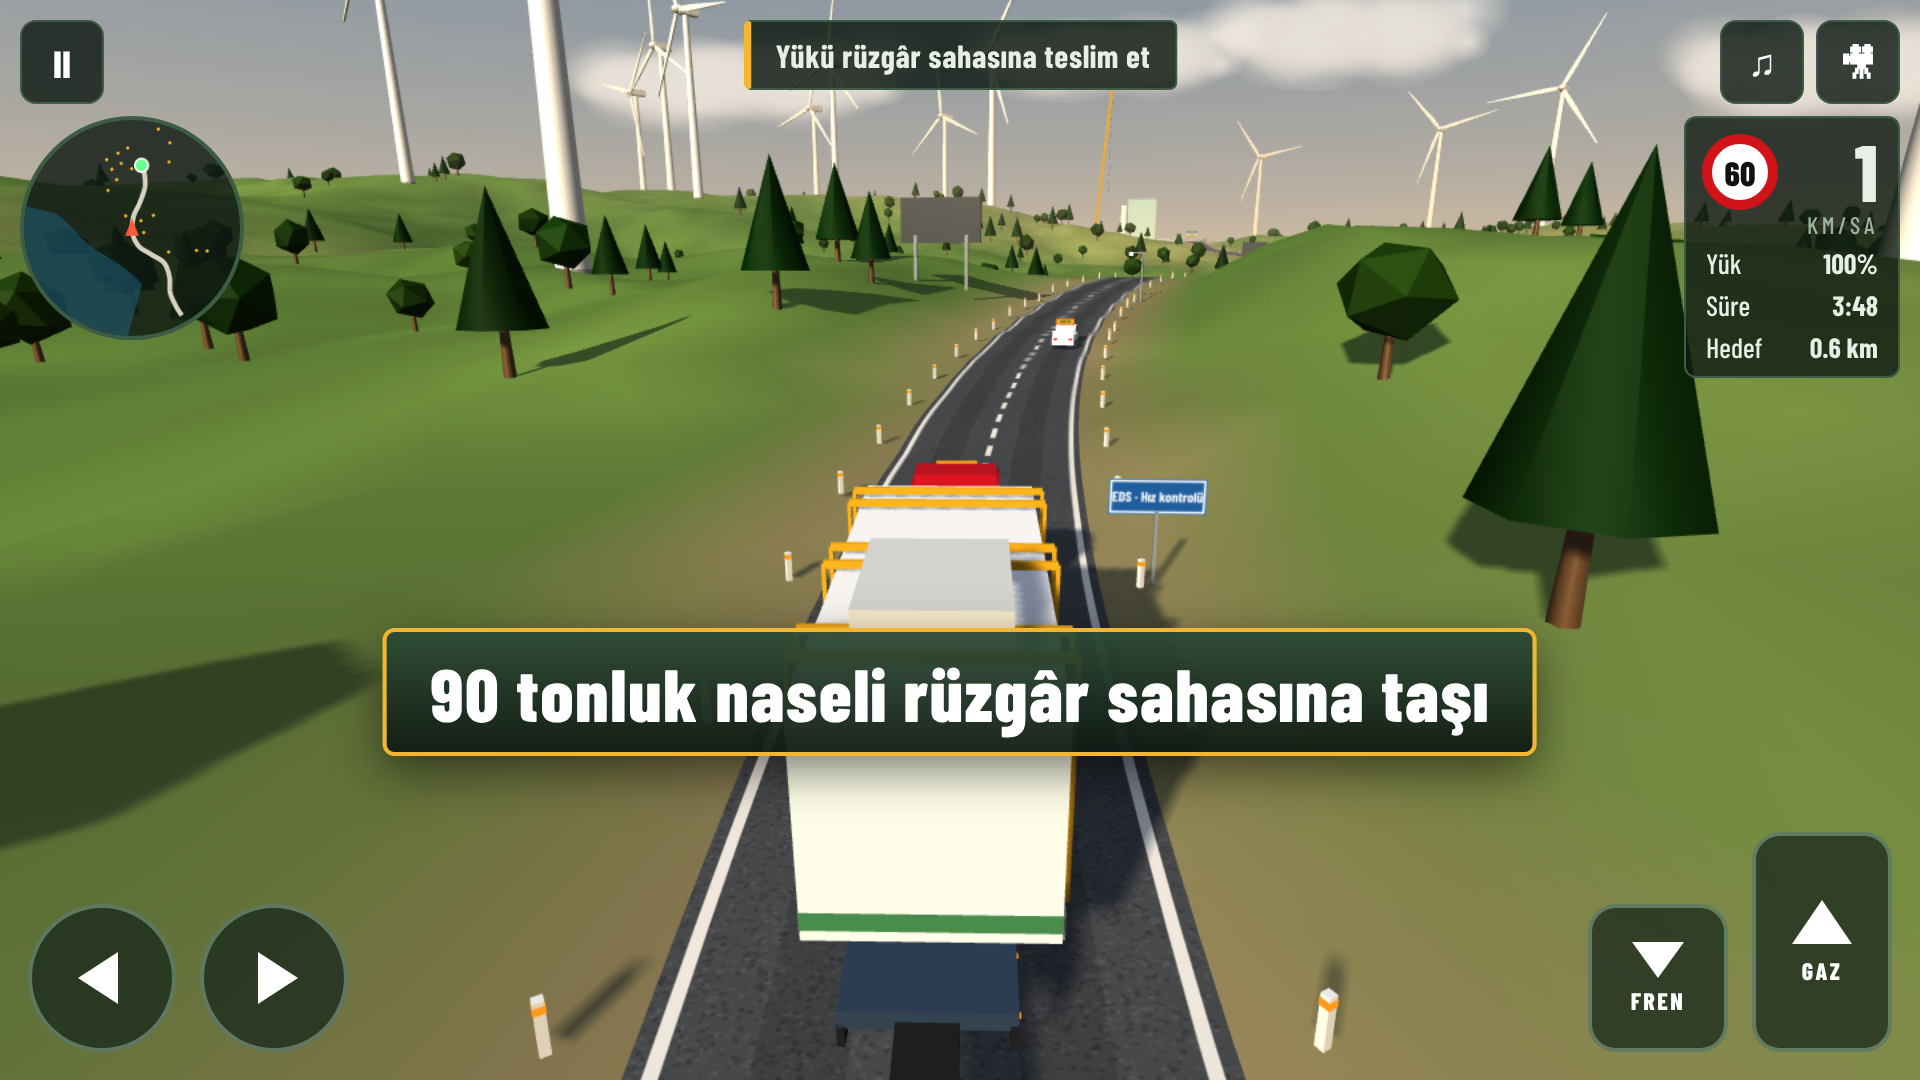 Yükü rüzgâr sahasına teslim et
60
1
KM/SA
Yük 100%
Süre 3:48
Hedef 0.6 km
EDS - Hız kontrolü
90 tonluk naseli rüzgâr sahasına taşı
FREN
GAZ